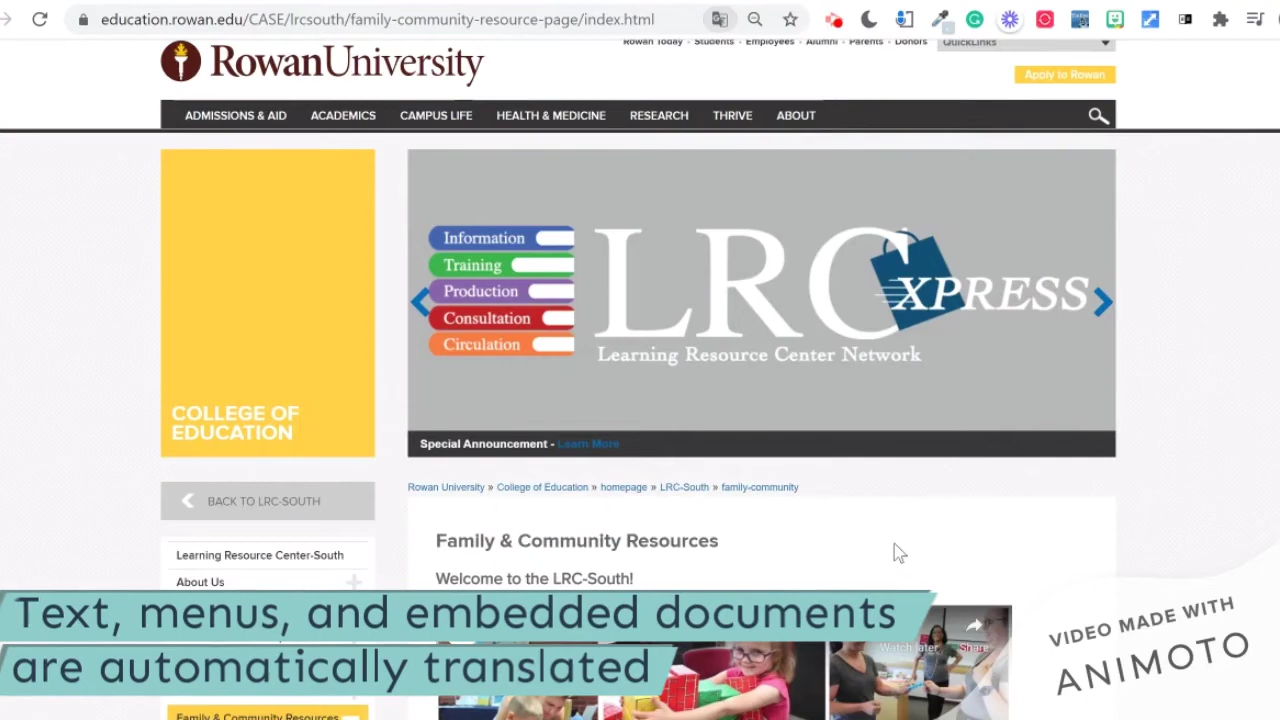 education.rowan.edu/CASE/lrcsouth/family-community-resource-page/index.html
Rowan Today · Students · Employees · Alumni · Parents · Donors
QuickLinks
RowanUniversity
Apply to Rowan
ADMISSIONS & AID ACADEMICS CAMPUS LIFE HEALTH & MEDICINE RESEARCH THRIVE ABOUT
COLLEGE OF
EDUCATION
Information
Training
Production
Consultation
Circulation
LRC XPRESS
Learning Resource Center Network
Special Announcement - Learn More
BACK TO LRC-SOUTH
Rowan University » College of Education » homepage » LRC-South » family-community
Learning Resource Center-South
About Us
Family & Community Resources
Welcome to the LRC-South!
Watch later
Share
Text, menus, and embedded documents
are automatically translated
Family & Community Resources
VIDEO MADE WITH
ANIMOTO